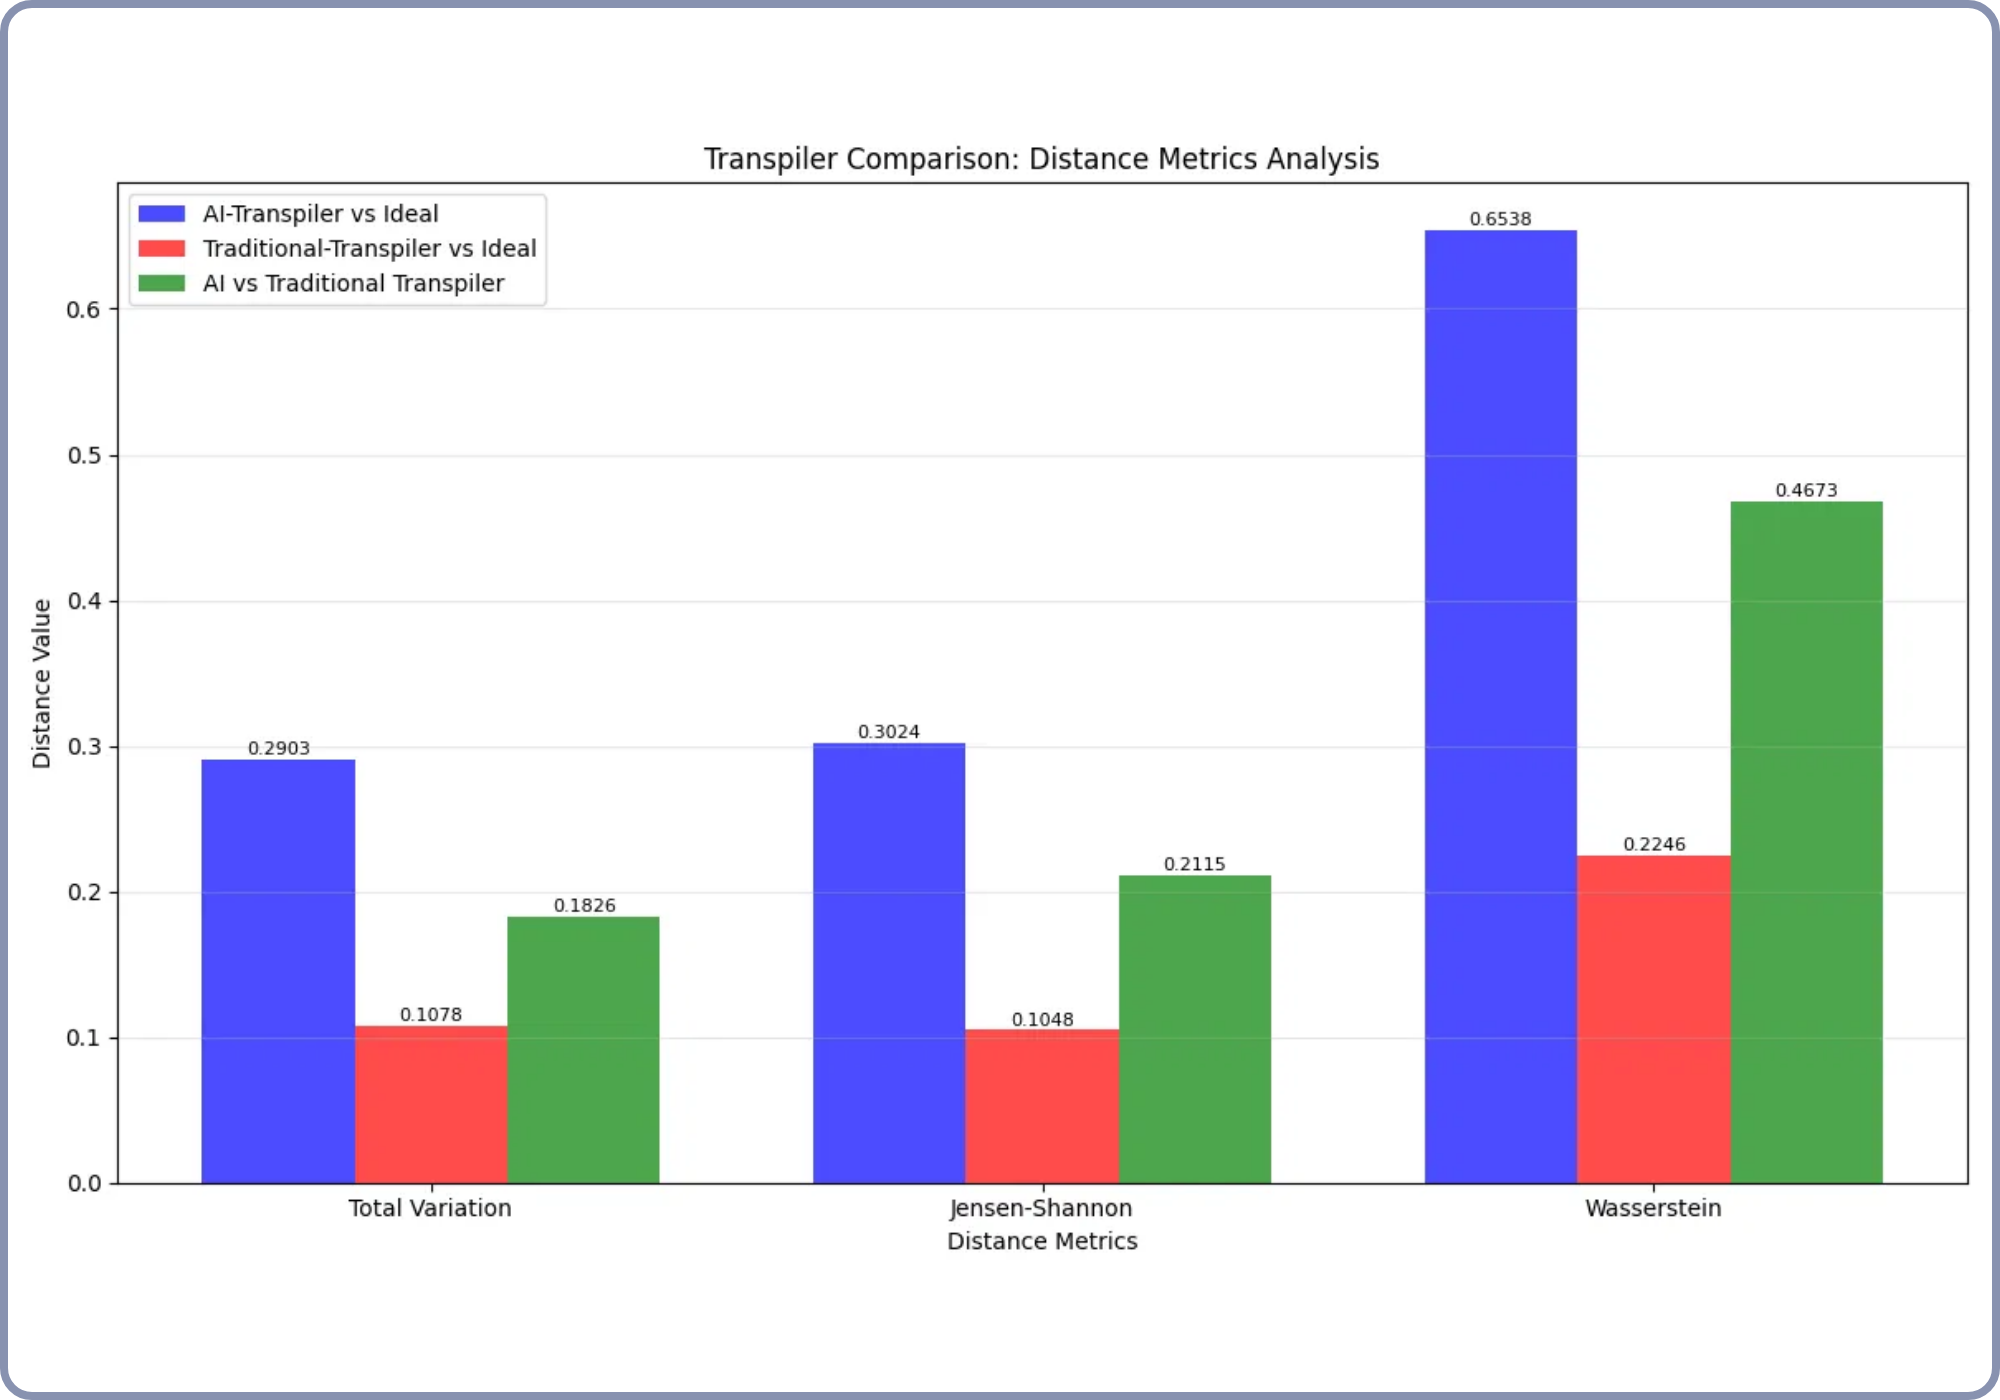 Transpiler Comparison: Distance Metrics Analysis
AI-Transpiler vs Ideal
Traditional-Transpiler vs Ideal
AI vs Traditional Transpiler
0.6538
0.6
0.5
0.4673
0.4
Distance Value
0.3
0.2903
0.3024
0.2246
0.2115
0.2
0.1826
0.1078
0.1048
0.1
0.0
Total Variation
Jensen-Shannon
Wasserstein
Distance Metrics